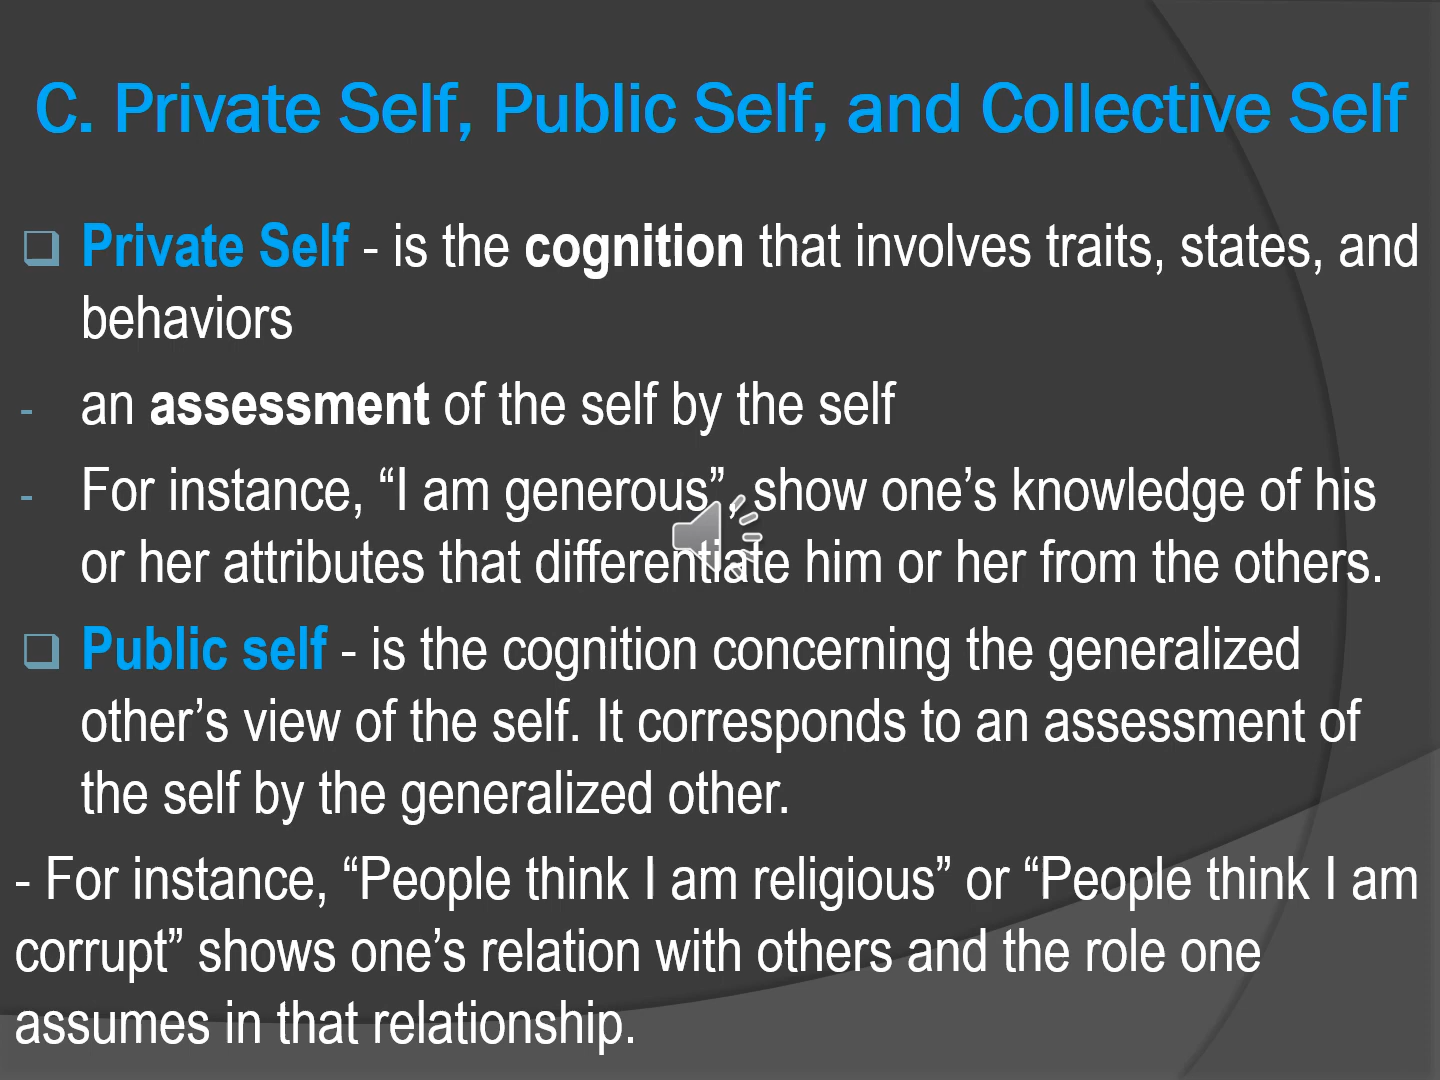 C. Private Self, Public Self, and Collective Self
Private Self - is the cognition that involves traits, states, and
behaviors
- an assessment of the self by the self
- For instance, “I am generous”, show one’s knowledge of his
or her attributes that differentiate him or her from the others.
Public self - is the cognition concerning the generalized
other’s view of the self. It corresponds to an assessment of
the self by the generalized other.
- For instance, “People think I am religious” or “People think I am
corrupt” shows one’s relation with others and the role one
assumes in that relationship.